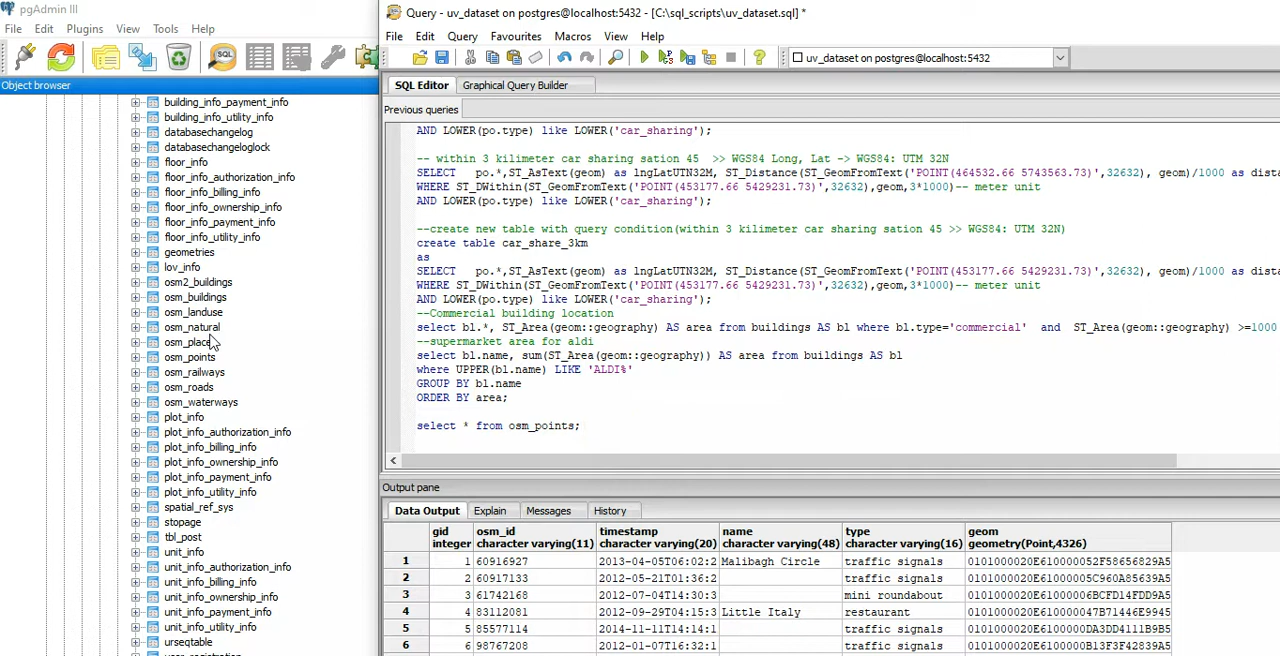 pgAdmin III
File Edit Plugins View Tools Help
SQL
Object browser
building_info_payment_info
building_info_utility_info
databasechangelog
databasechangeloglock
floor_info
floor_info_authorization_info
floor_info_billing_info
floor_info_ownership_info
floor_info_payment_info
floor_info_utility_info
geometries
lov_info
osm2_buildings
osm_buildings
osm_landuse
osm_natural
osm_place
osm_points
osm_railways
osm_roads
osm_waterways
plot_info
plot_info_authorization_info
plot_info_billing_info
plot_info_ownership_info
plot_info_payment_info
plot_info_utility_info
spatial_ref_sys
stopage
tbl_post
unit_info
unit_info_authorization_info
unit_info_billing_info
unit_info_ownership_info
unit_info_payment_info
unit_info_utility_info
urseqtable
Query - uv_dataset on postgres@localhost:5432 - [C:\sql_scripts\uv_dataset.sql] *
File Edit Query Favourites Macros View Help
uv_dataset on postgres@localhost:5432
SQL Editor Graphical Query Builder
Previous queries
AND LOWER(po.type) like LOWER('car_sharing');
-- within 3 kilimeter car sharing sation 45 >> WGS84 Long, Lat -> WGS84: UTM 32N
SELECT po.*,ST_AsText(geom) as lngLatUTN32M, ST_Distance(ST_GeomFromText('POINT(464532.66 5743563.73)',32632), geom)/1000 as dista
WHERE ST_DWithin(ST_GeomFromText('POINT(453177.66 5429231.73)',32632),geom,3*1000)-- meter unit
AND LOWER(po.type) like LOWER('car_sharing');
--create new table with query condition(within 3 kilimeter car sharing sation 45 >> WGS84: UTM 32N)
create table car_share_3km
as
SELECT po.*,ST_AsText(geom) as lngLatUTN32M, ST_Distance(ST_GeomFromText('POINT(453177.66 5429231.73)',32632), geom)/1000 as dista
WHERE ST_DWithin(ST_GeomFromText('POINT(453177.66 5429231.73)',32632),geom,3*1000)-- meter unit
AND LOWER(po.type) like LOWER('car_sharing');
--Commercial building location
select bl.*, ST_Area(geom::geography) AS area from buildings AS bl where bl.type='commercial' and ST_Area(geom::geography) >=1000
--supermarket area for aldi
select bl.name, sum(ST_Area(geom::geography)) AS area from buildings AS bl
where UPPER(bl.name) LIKE 'ALDI%'
GROUP BY bl.name
ORDER BY area;
select * from osm_points;
Output pane
Data Output Explain Messages History
gid osm_id timestamp name type geom
integer character varying(11) character varying(20) character varying(48) character varying(16) geometry(Point,4326)
1 1 60916927 2013-04-05T06:02:2 Malibagh Circle traffic signals 0101000020E61000052F58656829A5
2 2 60917133 2012-05-21T01:36:2 traffic signals 0101000020E610000005C960A85639A5
3 3 61742168 2012-07-04T14:30:3 mini roundabout 0101000020E61000006BCFD14FDD9A5
4 4 83112081 2012-09-29T04:15:3 Little Italy restaurant 0101000020E610000047B71446E9945
5 5 85577114 2014-11-11T14:14:1 traffic signals 0101000020E6100000DA3DD4111B9B5
6 6 98767208 2012-01-07T16:32:1 traffic signals 0101000020E6100000B13F3F42839A5